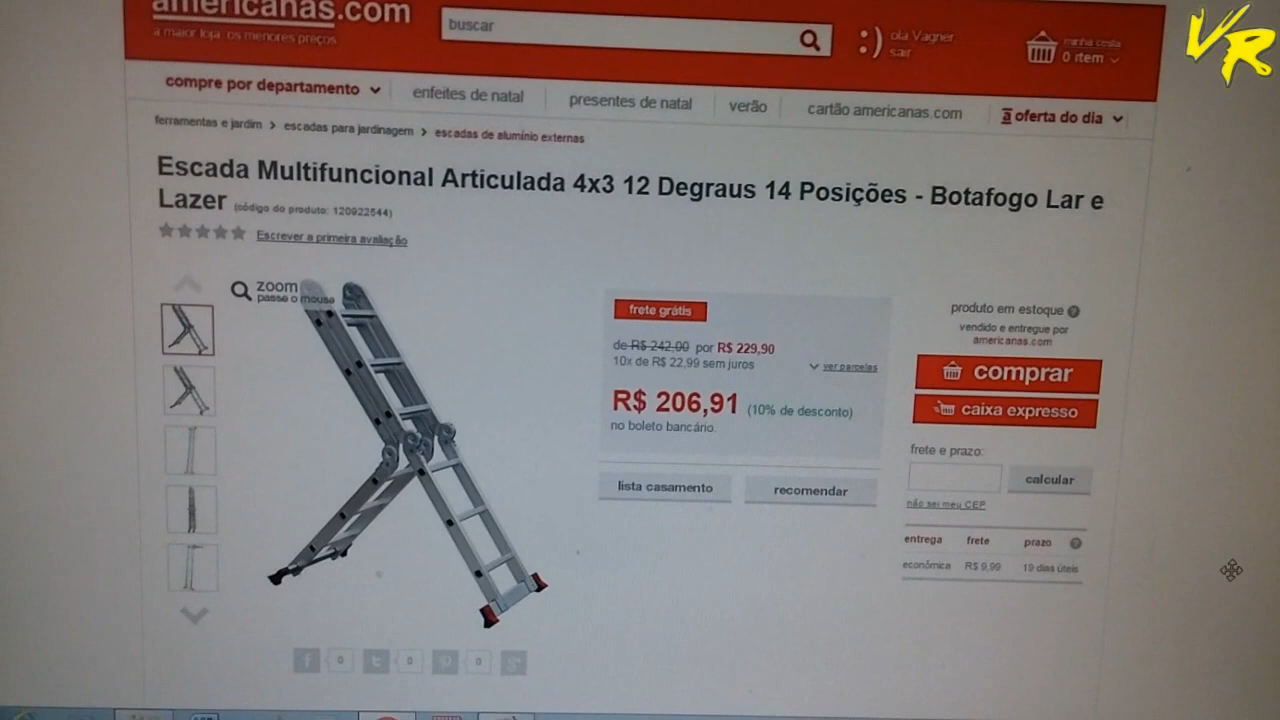 americanas.com
a maior loja. os menores preços
buscar
ola Vagner
sair
minha cesta
0 item
VR
compre por departamento
enfeites de natal
presentes de natal
verão
cartão americanas.com
a oferta do dia
ferramentas e jardim > escadas para jardinagem > escadas de alumínio externas
Escada Multifuncional Articulada 4x3 12 Degraus 14 Posições - Botafogo Lar e
Lazer (código do produto: 120922544)
Escrever a primeira avaliação
zoom
passe o mouse
frete grátis
de R$ 242,00 por R$ 229,90
10x de R$ 22,99 sem juros
ver parcelas
R$ 206,91 (10% de desconto)
no boleto bancário.
lista casamento
recomendar
produto em estoque ?
vendido e entregue por
americanas.com
comprar
caixa expresso
frete e prazo:
calcular
não sei meu CEP
entrega frete prazo ?
econômica R$ 9,99 19 dias úteis
f 0 t 0 p 0 g+